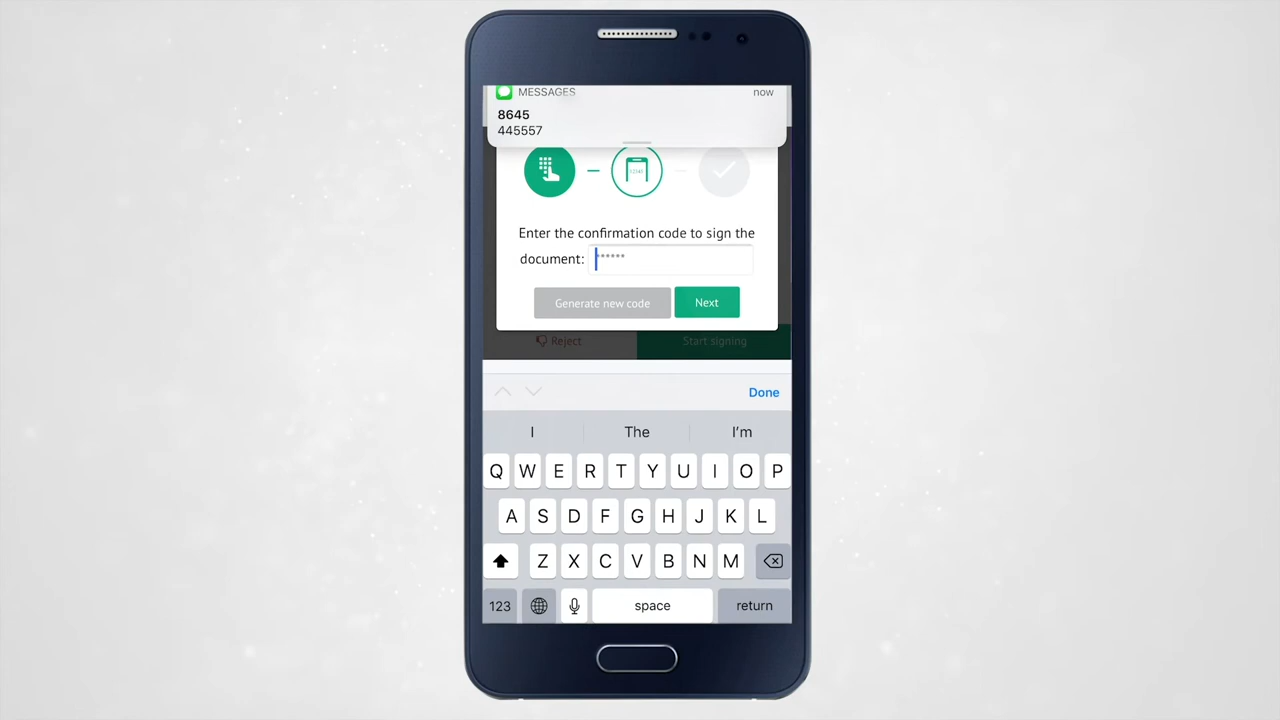 MESSAGES now
8645
445557
12345
Enter the confirmation code to sign the
document: ******
Generate new code Next
Reject Start signing
Done
I The I'm
Q W E R T Y U I O P
A S D F G H J K L
Z X C V B N M
123 space return